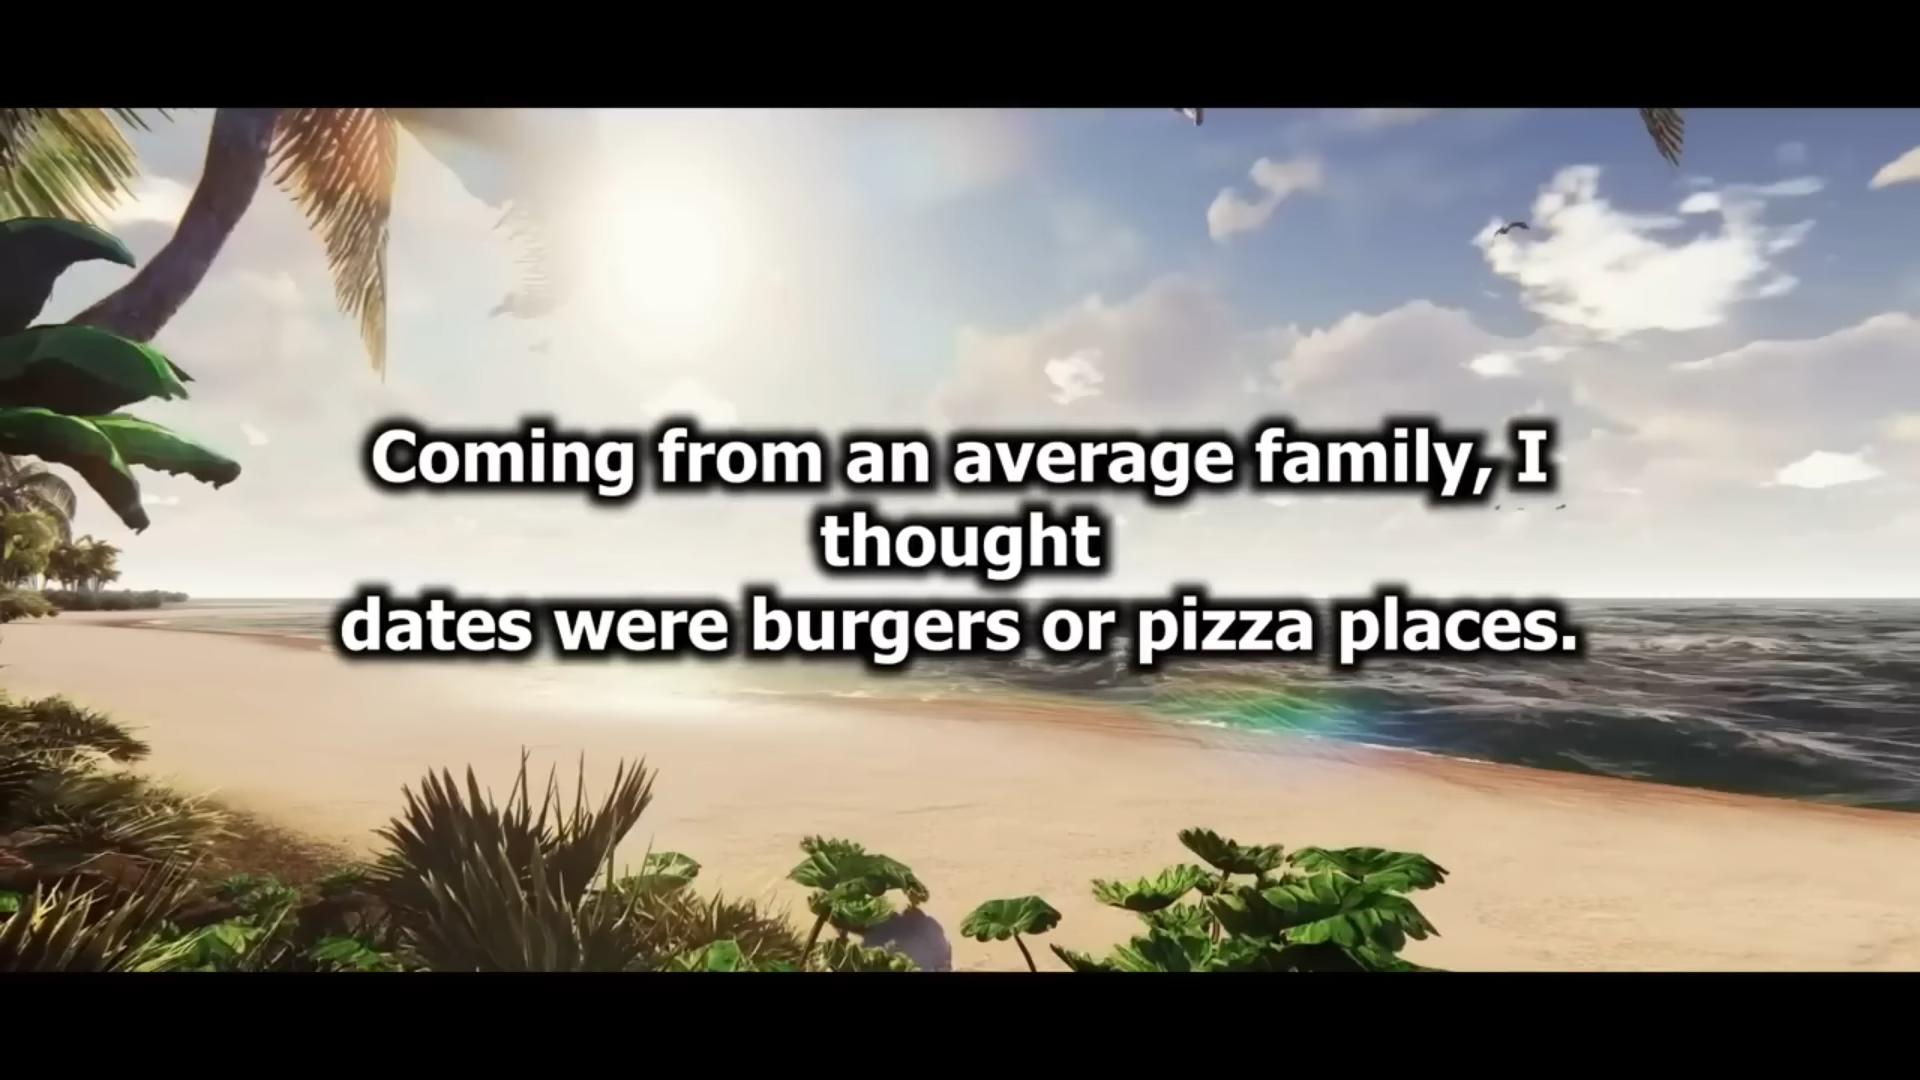 Coming from an average family, I
thought
dates were burgers or pizza places.